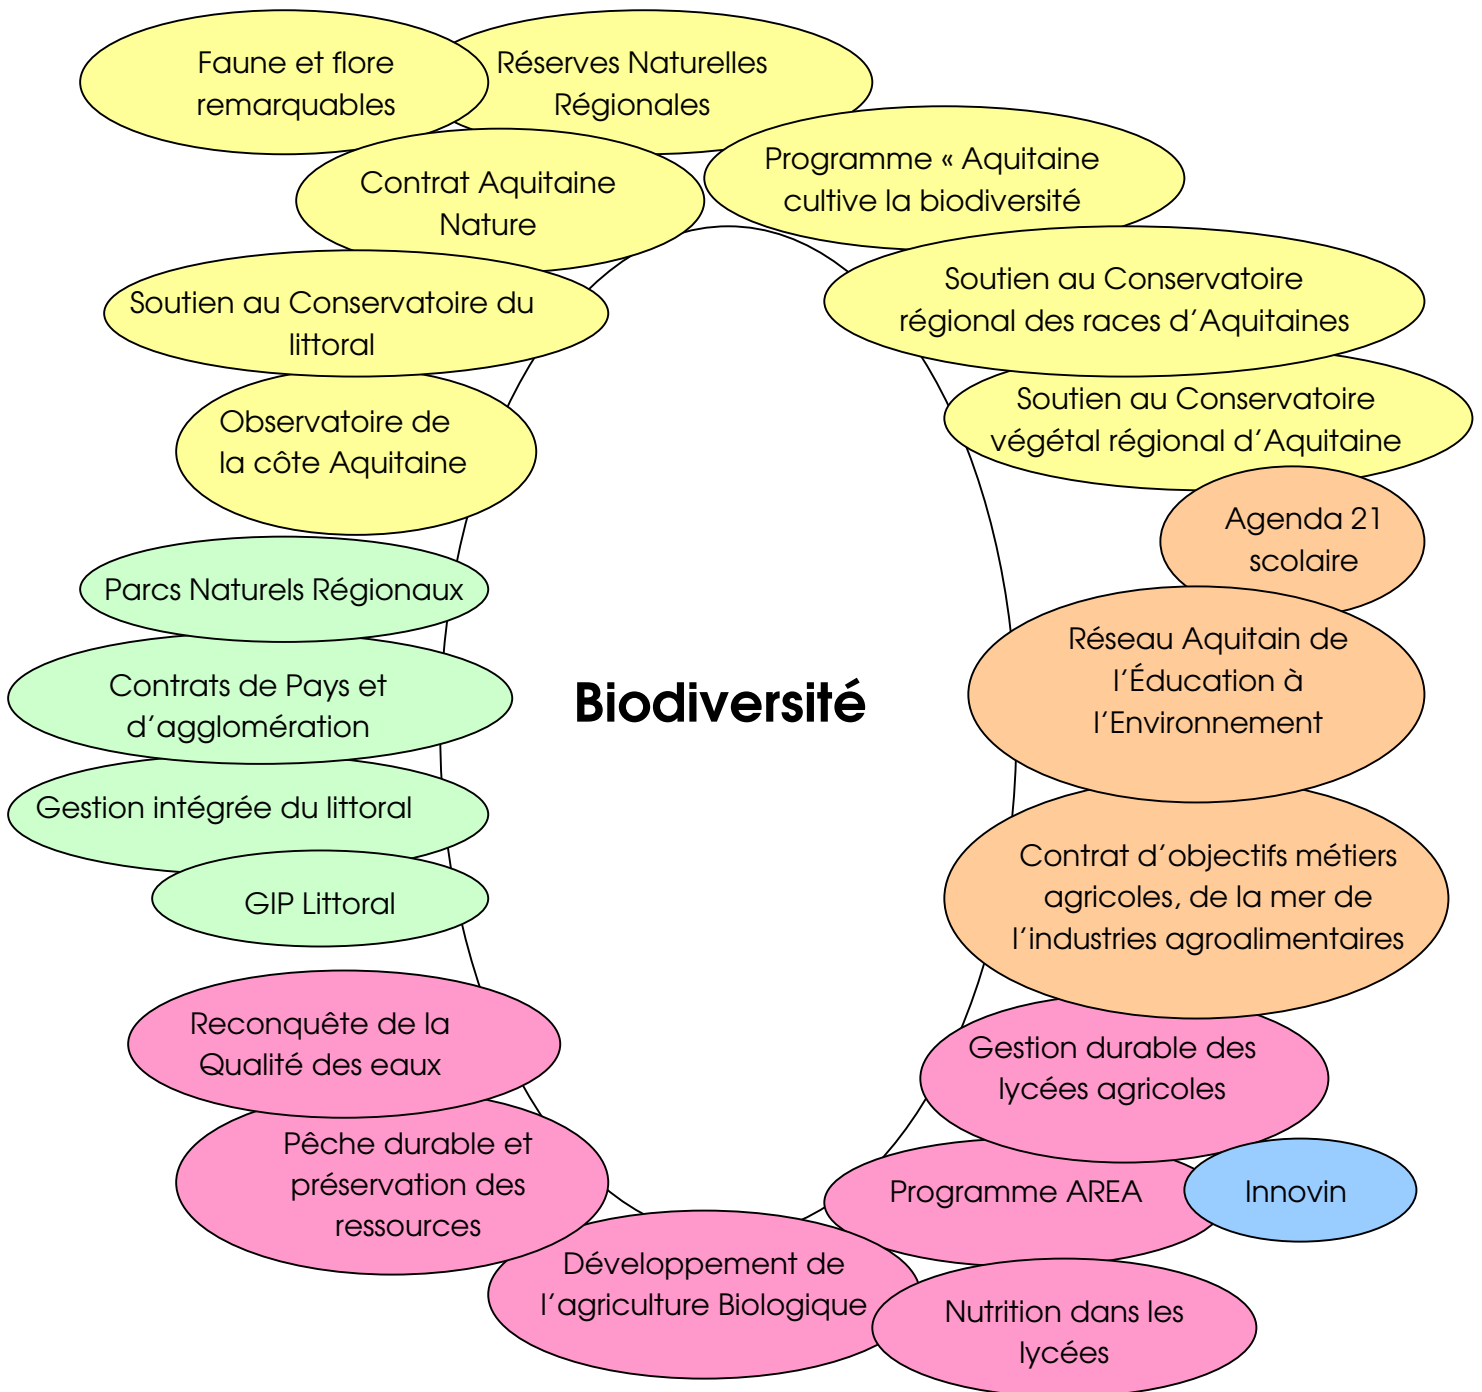 Faune et flore
remarquables
Réserves Naturelles
Régionales
Programme « Aquitaine
cultive la biodiversité
Contrat Aquitaine
Nature
Soutien au Conservatoire
régional des races d’Aquitaines
Soutien au Conservatoire du
littoral
Soutien au Conservatoire
végétal régional d’Aquitaine
Observatoire de
la côte Aquitaine
Agenda 21
scolaire
Parcs Naturels Régionaux
Réseau Aquitain de
l’Éducation à
l’Environnement
Contrats de Pays et
d’agglomération
Biodiversité
Gestion intégrée du littoral
Contrat d’objectifs métiers
agricoles, de la mer de
l’industries agroalimentaires
GIP Littoral
Reconquête de la
Qualité des eaux
Gestion durable des
lycées agricoles
Pêche durable et
préservation des
ressources
Programme AREA
Innovin
Développement de
l’agriculture Biologique
Nutrition dans les
lycées